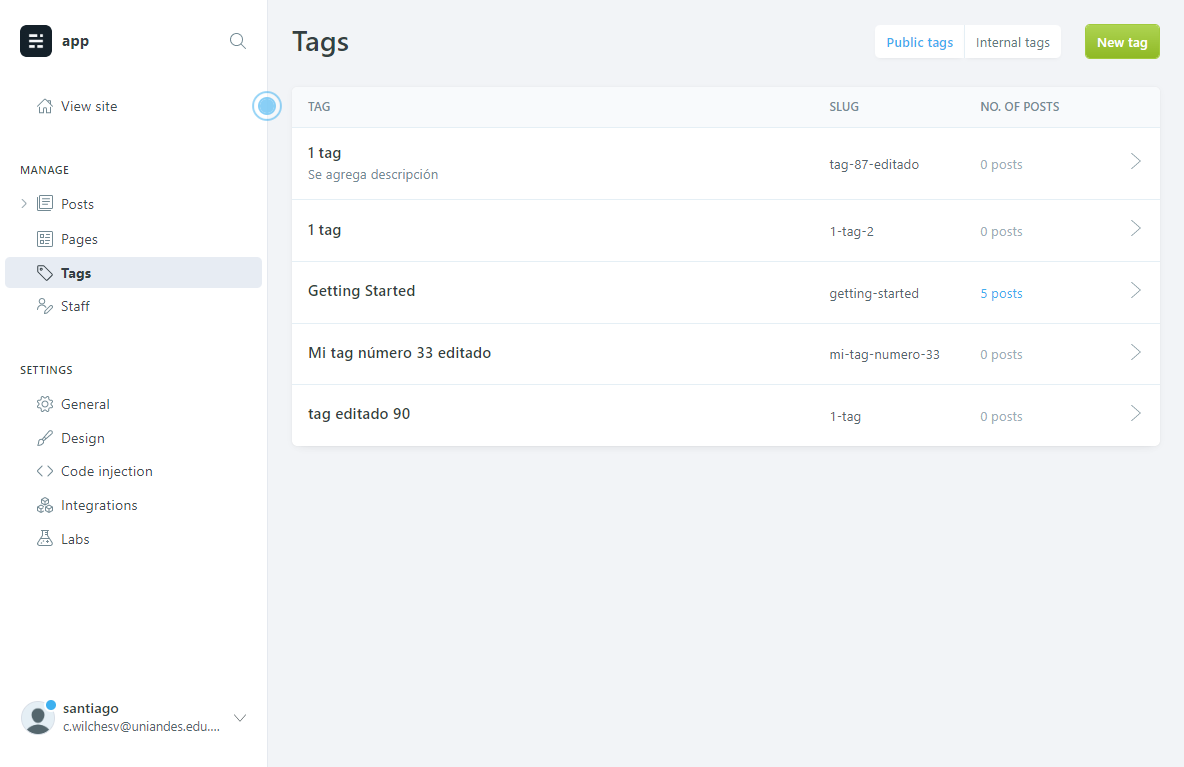 app
View site
MANAGE
Posts
Pages
Tags
Staff
SETTINGS
General
Design
Code injection
Integrations
Labs
santiago
c.wilchesv@uniandes.edu....
Tags
Public tags
Internal tags
New tag
TAG SLUG NO. OF POSTS
1 tag
Se agrega descripción
tag-87-editado 0 posts
1 tag 1-tag-2 0 posts
Getting Started getting-started 5 posts
Mi tag número 33 editado mi-tag-numero-33 0 posts
tag editado 90 1-tag 0 posts